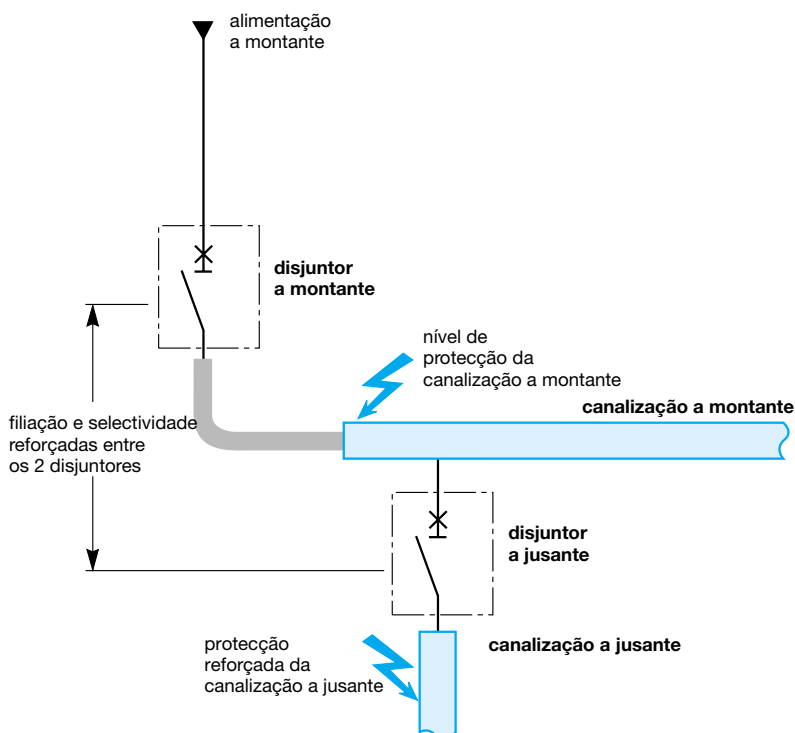 alimentação
a montante
disjuntor
a montante
nível de
protecção da
canalização a montante
canalização a montante
filiação e selectividade
reforçadas entre
os 2 disjuntores
disjuntor
a jusante
protecção
reforçada da
canalização a jusante
canalização a jusante